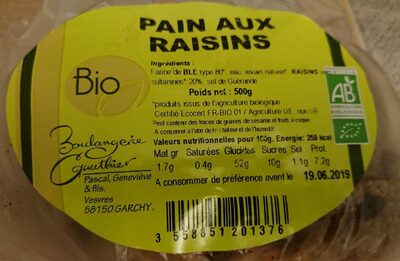 PAIN AUX
RAISINS
Ingrédients :
Farine de BLE type 80*, eau, levain naturel*, RAISINS
sultanines* 20%, sel de Guérande
Poids net : 500g
*produits issus de l'agriculture biologique
Certifié Ecocert FR-BIO 01 / Agriculture UE non UE
Peut contenir des traces de graines de sésame et fruits à coque
A conserver à l'abri de la chaleur et de l'humidité
Valeurs nutritionnelles pour 100g. Energie: 258 kcal
Mat.gr Saturées Glucides Sucres Sel Prot.
1.7g 0.4g 52g 10g 1.1g 7.2g
A consommer de préférence avant le 19.06.2019
Bio
AB
AGRICULTURE
BIOLOGIQUE
Boulangerie
Gauthier
Pascal, Geneviève
& fils.
Vesvres
58150 GARCHY.
3 558851 201376